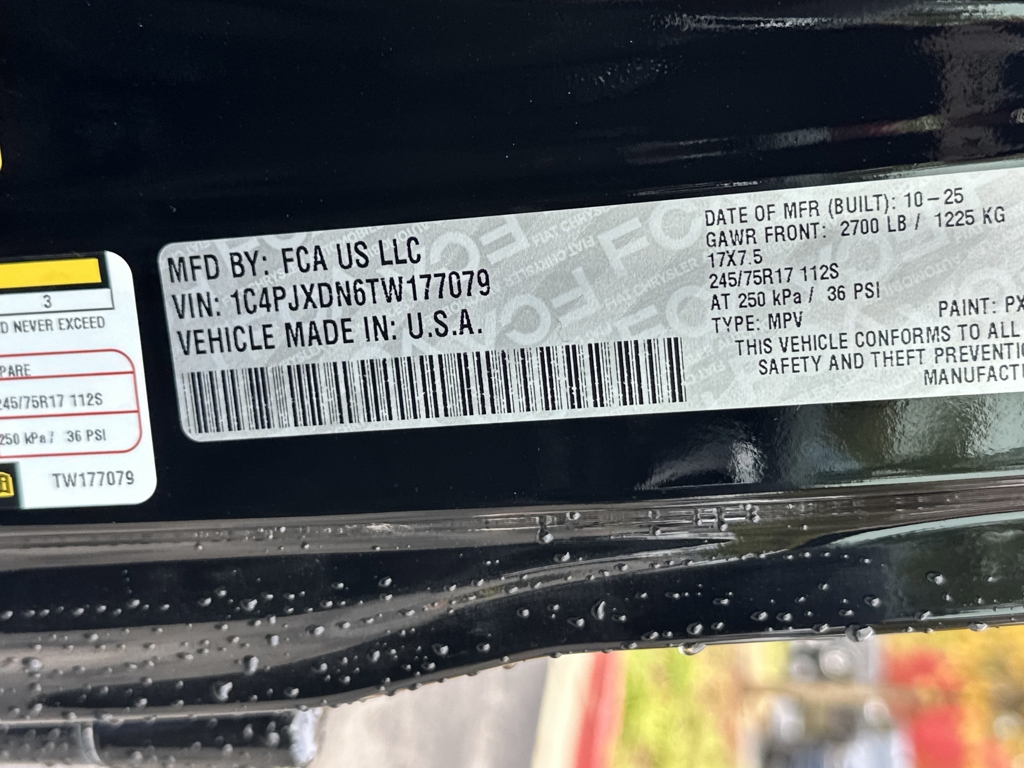 3
D NEVER EXCEED
PARE
245/75R17 112S
250 kPa / 36 PSI
TW177079
MFD BY: FCA US LLC
VIN: 1C4PJXDN6TW177079
VEHICLE MADE IN: U.S.A.
DATE OF MFR (BUILT): 10-25
GAWR FRONT: 2700 LB / 1225 KG
17X7.5
245/75R17 112S
AT 250 kPa / 36 PSI
TYPE: MPV
PAINT: PX
THIS VEHICLE CONFORMS TO ALL
SAFETY AND THEFT PREVENTIO
MANUFACTU